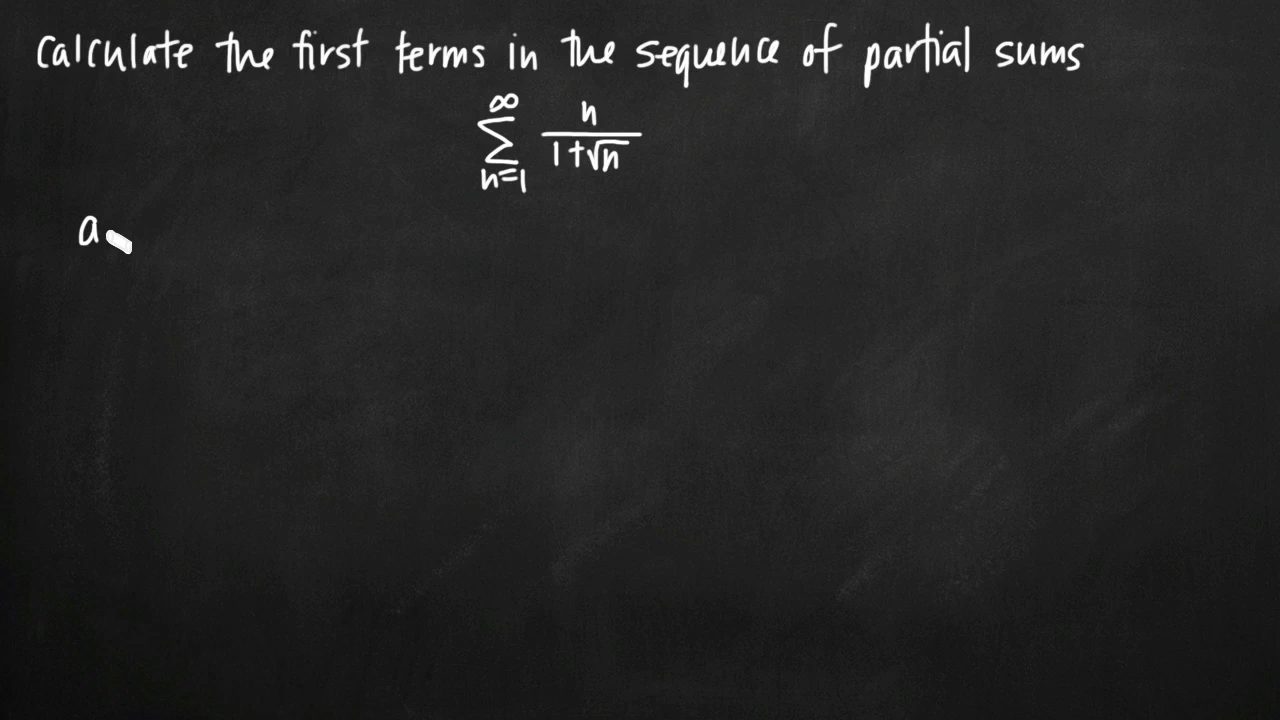 Calculate the first terms in the sequence of partial sums
∞
∑ n/(1+√n)
n=1
a